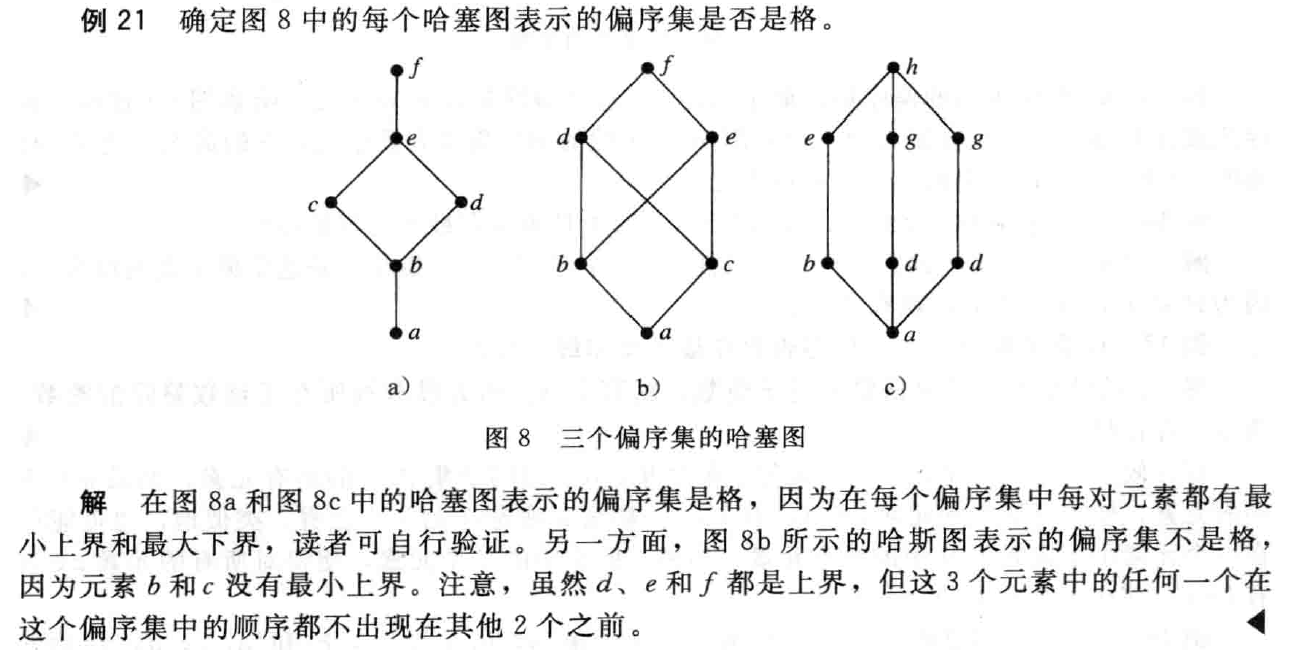 例 21 确定图 8 中的每个哈塞图表示的偏序集是否是格。
f
e
c
d
b
a
a)
f
d
e
b
c
a
b)
h
e
g
g
b
d
d
a
c)
图 8 三个偏序集的哈塞图
解 在图 8a 和图 8c 中的哈塞图表示的偏序集是格，因为在每个偏序集中每对元素都有最
小上界和最大下界，读者可自行验证。另一方面，图 8b 所示的哈斯图表示的偏序集不是格，
因为元素 b 和 c 没有最小上界。注意，虽然 d、e 和 f 都是上界，但这 3 个元素中的任何一个在
这个偏序集中的顺序都不出现在其他 2 个之前。